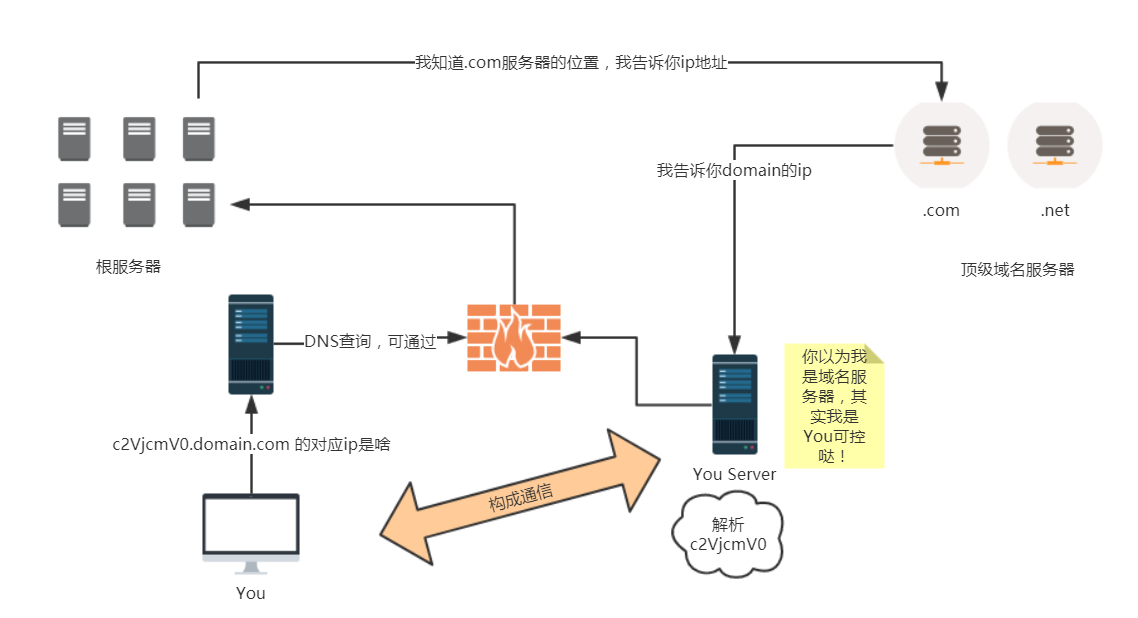 我知道.com服务器的位置，我告诉你ip地址
我告诉你domain的ip
.com
.net
根服务器
顶级域名服务器
DNS查询，可通过
你以为我
是域名服
务器，其
实我是
You可控
哒！
c2VjcmV0.domain.com 的对应ip是啥
You Server
构成通信
解析
c2VjcmV0
You